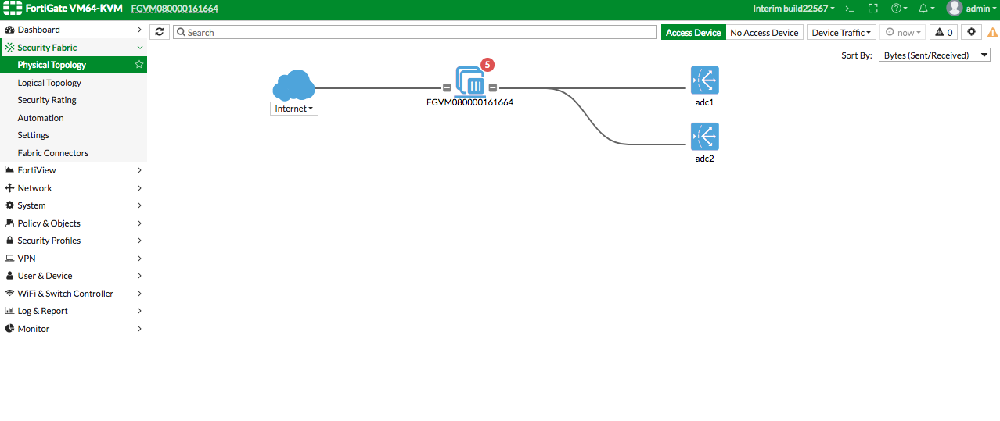 FortiGate VM64-KVM FGVM080000161664 Interim build22567 >_ admin
Dashboard
Security Fabric
Physical Topology
Logical Topology
Security Rating
Automation
Settings
Fabric Connectors
FortiView
Network
System
Policy & Objects
Security Profiles
VPN
User & Device
WiFi & Switch Controller
Log & Report
Monitor
Search Access Device No Access Device Device Traffic now 0
Sort By: Bytes (Sent/Received)
5
Internet
FGVM080000161664
adc1
adc2